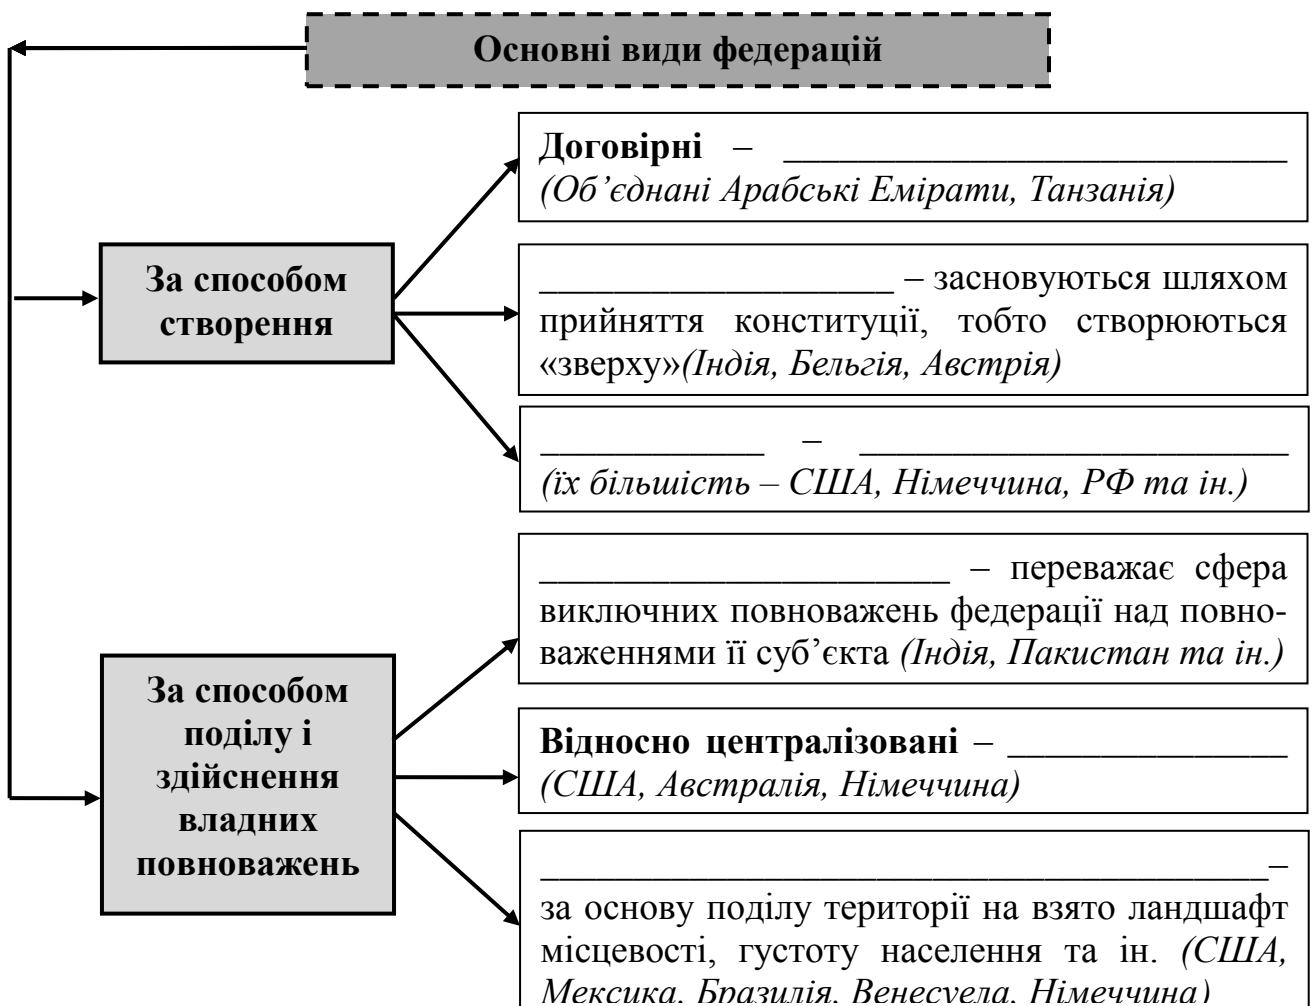 Основні види федерацій
Договірні – ___________________________
(Об’єднані Арабські Емірати, Танзанія)
За способом
створення
___________________ – засновуються шляхом
прийняття конституції, тобто створюються
«зверху»(Індія, Бельгія, Австрія)
____________ – _______________________
(їх більшість – США, Німеччина, РФ та ін.)
______________________ – переважає сфера
виключних повноважень федерації над повно-
важеннями її суб’єкта (Індія, Пакистан та ін.)
За способом
поділу і
здійснення
владних
повноважень
Відносно централізовані – _______________
(США, Австралія, Німеччина)
_______________________________________–
за основу поділу території на взято ландшафт
місцевості, густоту населення та ін. (США,
Мексика, Бразилія, Венесуела, Німеччина)